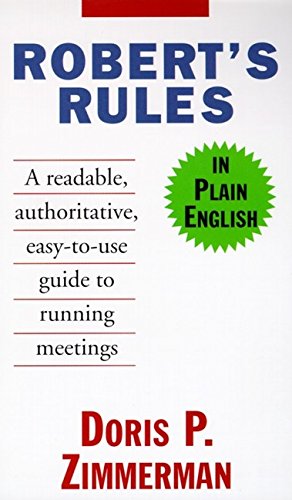 ROBERT'S
RULES
A readable,
authoritative,
easy-to-use
guide to
running
meetings
IN
PLAIN
ENGLISH
DORIS P.
ZIMMERMAN